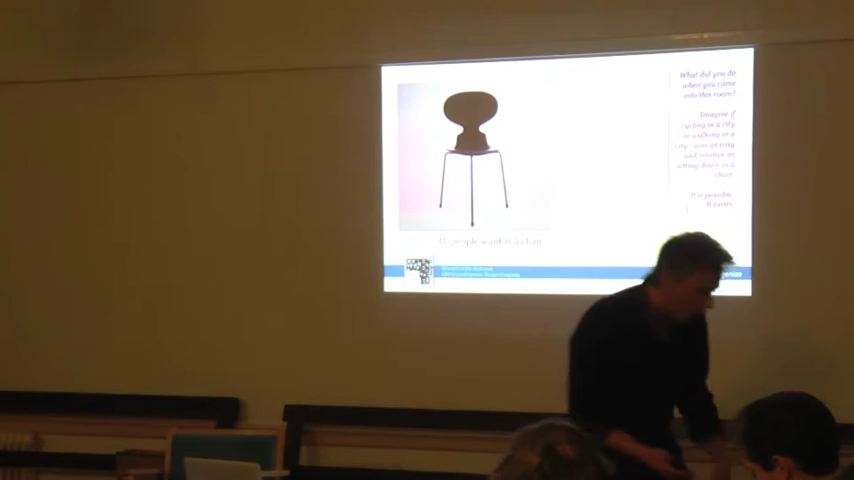 What did you do
when you came
into this room?
Imagine if
cycling in a city
- or walking in a
city - was as easy
and intuitive as
sitting down in a
chair
It is possible
It exists
All people want is a chair
COPEN
HAG